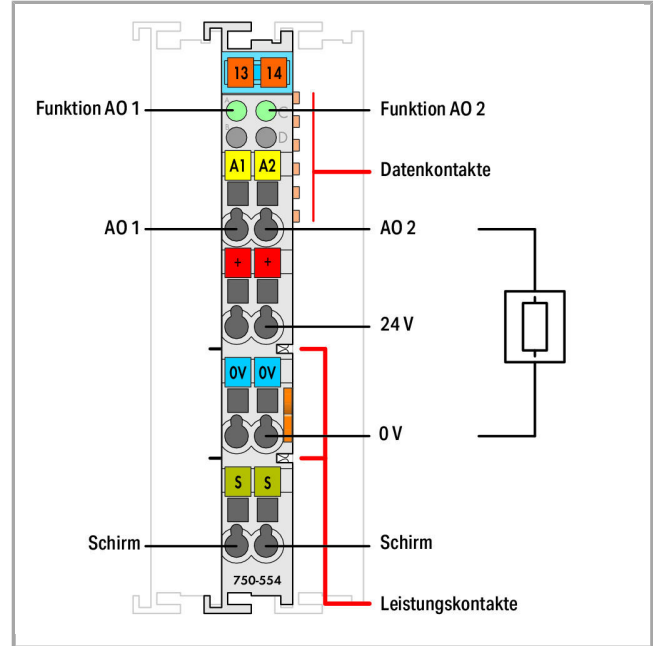 13 14
Funktion AO 1
A
C
Funktion AO 2
B
D
A1 A2
Datenkontakte
AO 1
AO 2
+ +
24 V
0V 0V
0 V
S S
Schirm
Schirm
750-554
Leistungskontakte